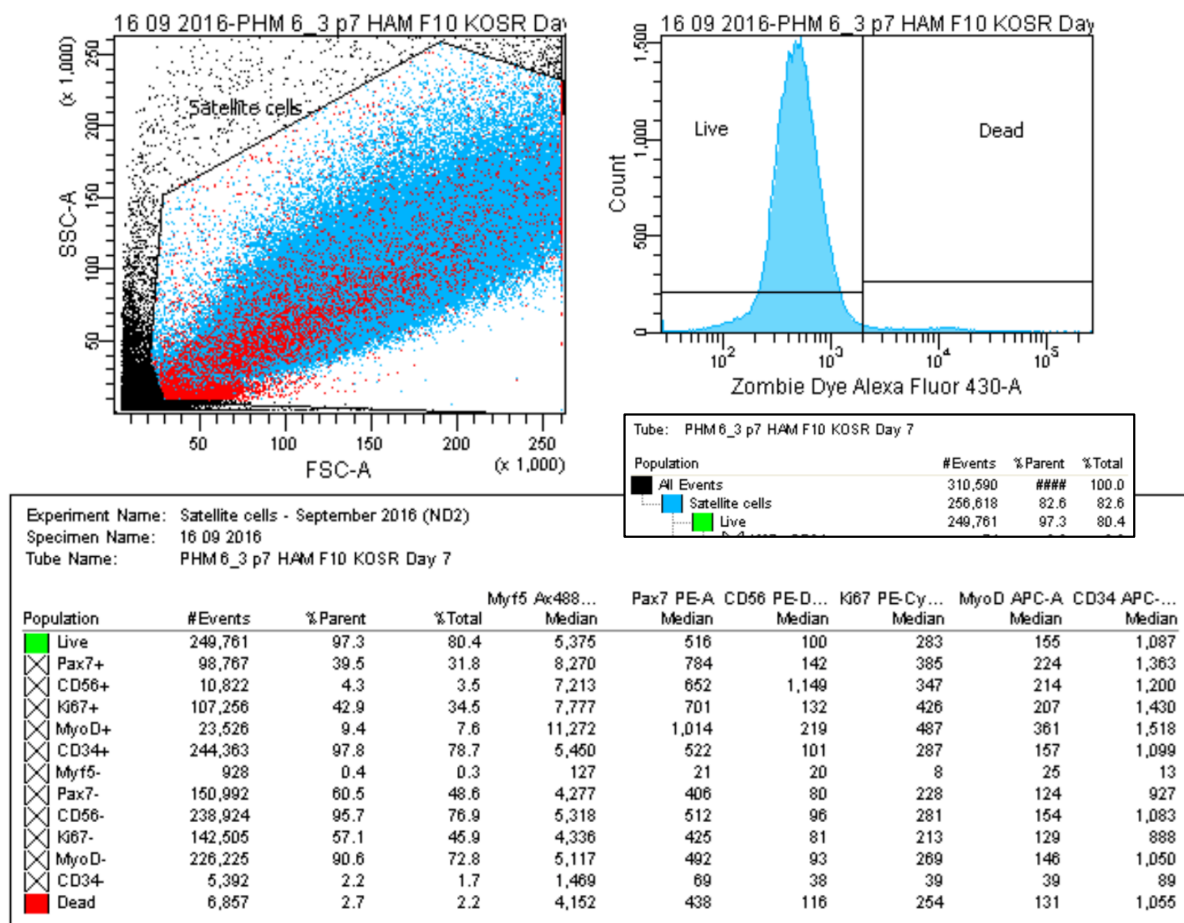 16 09 2016-PHM 6_3 p7 HAM F10 KOSR Day
SSC-A
(x 1,000)
250
200
150
100
50
Satellite cells
50 100 150 200 250
FSC-A
(x 1,000)
16 09 2016-PHM 6_3 p7 HAM F10 KOSR Day
Count
1,500
1,000
500
0
Live
Dead
10^2 10^3 10^4 10^5
Zombie Dye Alexa Fluor 430-A
Tube: PHM 6_3 p7 HAM F10 KOSR Day 7
Population #Events %Parent %Total
All Events 310,590 #### 100.0
Satellite cells 256,618 82.6 82.6
Live 249,761 97.3 80.4
Experiment Name: Satellite cells - September 2016 (ND2)
Specimen Name: 16 09 2016
Tube Name: PHM 6_3 p7 HAM F10 KOSR Day 7
Myf5 Ax488... Pax7 PE-A CD56 PE-D... Ki67 PE-Cy... MyoD APC-A CD34 APC-...
Population #Events %Parent %Total Median Median Median Median Median Median
Live 249,761 97.3 80.4 5,375 516 100 283 155 1,087
Pax7+ 98,767 39.5 31.8 8,270 784 142 385 224 1,363
CD56+ 10,822 4.3 3.5 7,213 652 1,149 347 214 1,200
Ki67+ 107,256 42.9 34.5 7,777 701 132 426 207 1,430
MyoD+ 23,526 9.4 7.6 11,272 1,014 219 487 361 1,518
CD34+ 244,363 97.8 78.7 5,450 522 101 287 157 1,099
Myf5- 928 0.4 0.3 127 21 20 8 25 13
Pax7- 150,992 60.5 48.6 4,277 406 80 228 124 927
CD56- 238,924 95.7 76.9 5,318 512 96 281 154 1,083
Ki67- 142,505 57.1 45.9 4,336 425 81 213 129 888
MyoD- 226,225 90.6 72.8 5,117 492 93 269 146 1,050
CD34- 5,392 2.2 1.7 1,469 69 38 39 39 89
Dead 6,857 2.7 2.2 4,152 438 116 254 131 1,055